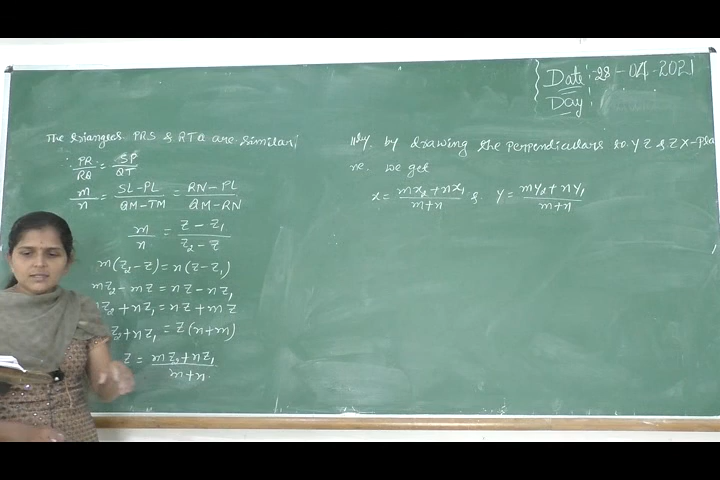 Date :- 28-04-2021
Day :
The triangles PRS & RTQ are similar
∴ PR/RQ = SP/QT
m/n = SL-PL/QM-TM = RN-PL/QM-RN
m/n = z-z₁/z₂-z
m(z₂-z) = n(z-z₁)
mz₂-mz = nz-nz₁
z₂+nz₁ = nz+mz
z₂+nz₁ = z(n+m)
z = mz₂+nz₁/m+n.
llly. by drawing the perpendiculars to YZ & ZX-pla
ne. we get
x = mx₂+nx₁/m+n & y = my₂+ny₁/m+n